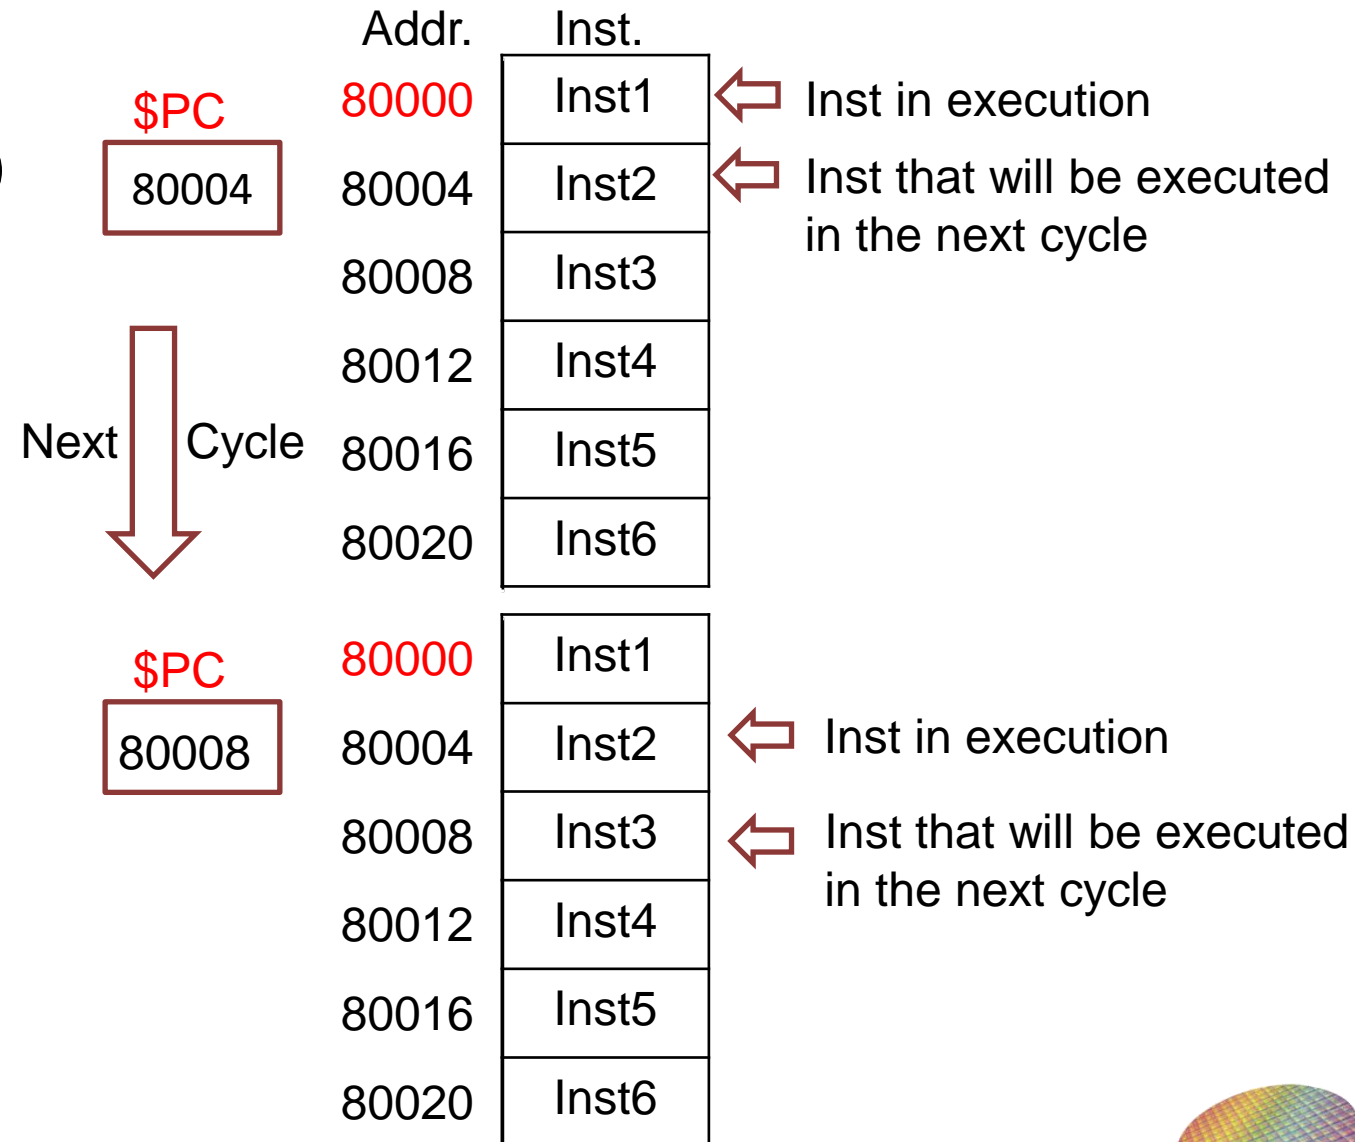 Addr. Inst.
$PC 80000 Inst1 Inst in execution
80004 80004 Inst2 Inst that will be executed
in the next cycle
80008 Inst3
80012 Inst4
Next Cycle 80016 Inst5
80020 Inst6
$PC 80000 Inst1
80008 80004 Inst2 Inst in execution
80008 Inst3 Inst that will be executed
in the next cycle
80012 Inst4
80016 Inst5
80020 Inst6